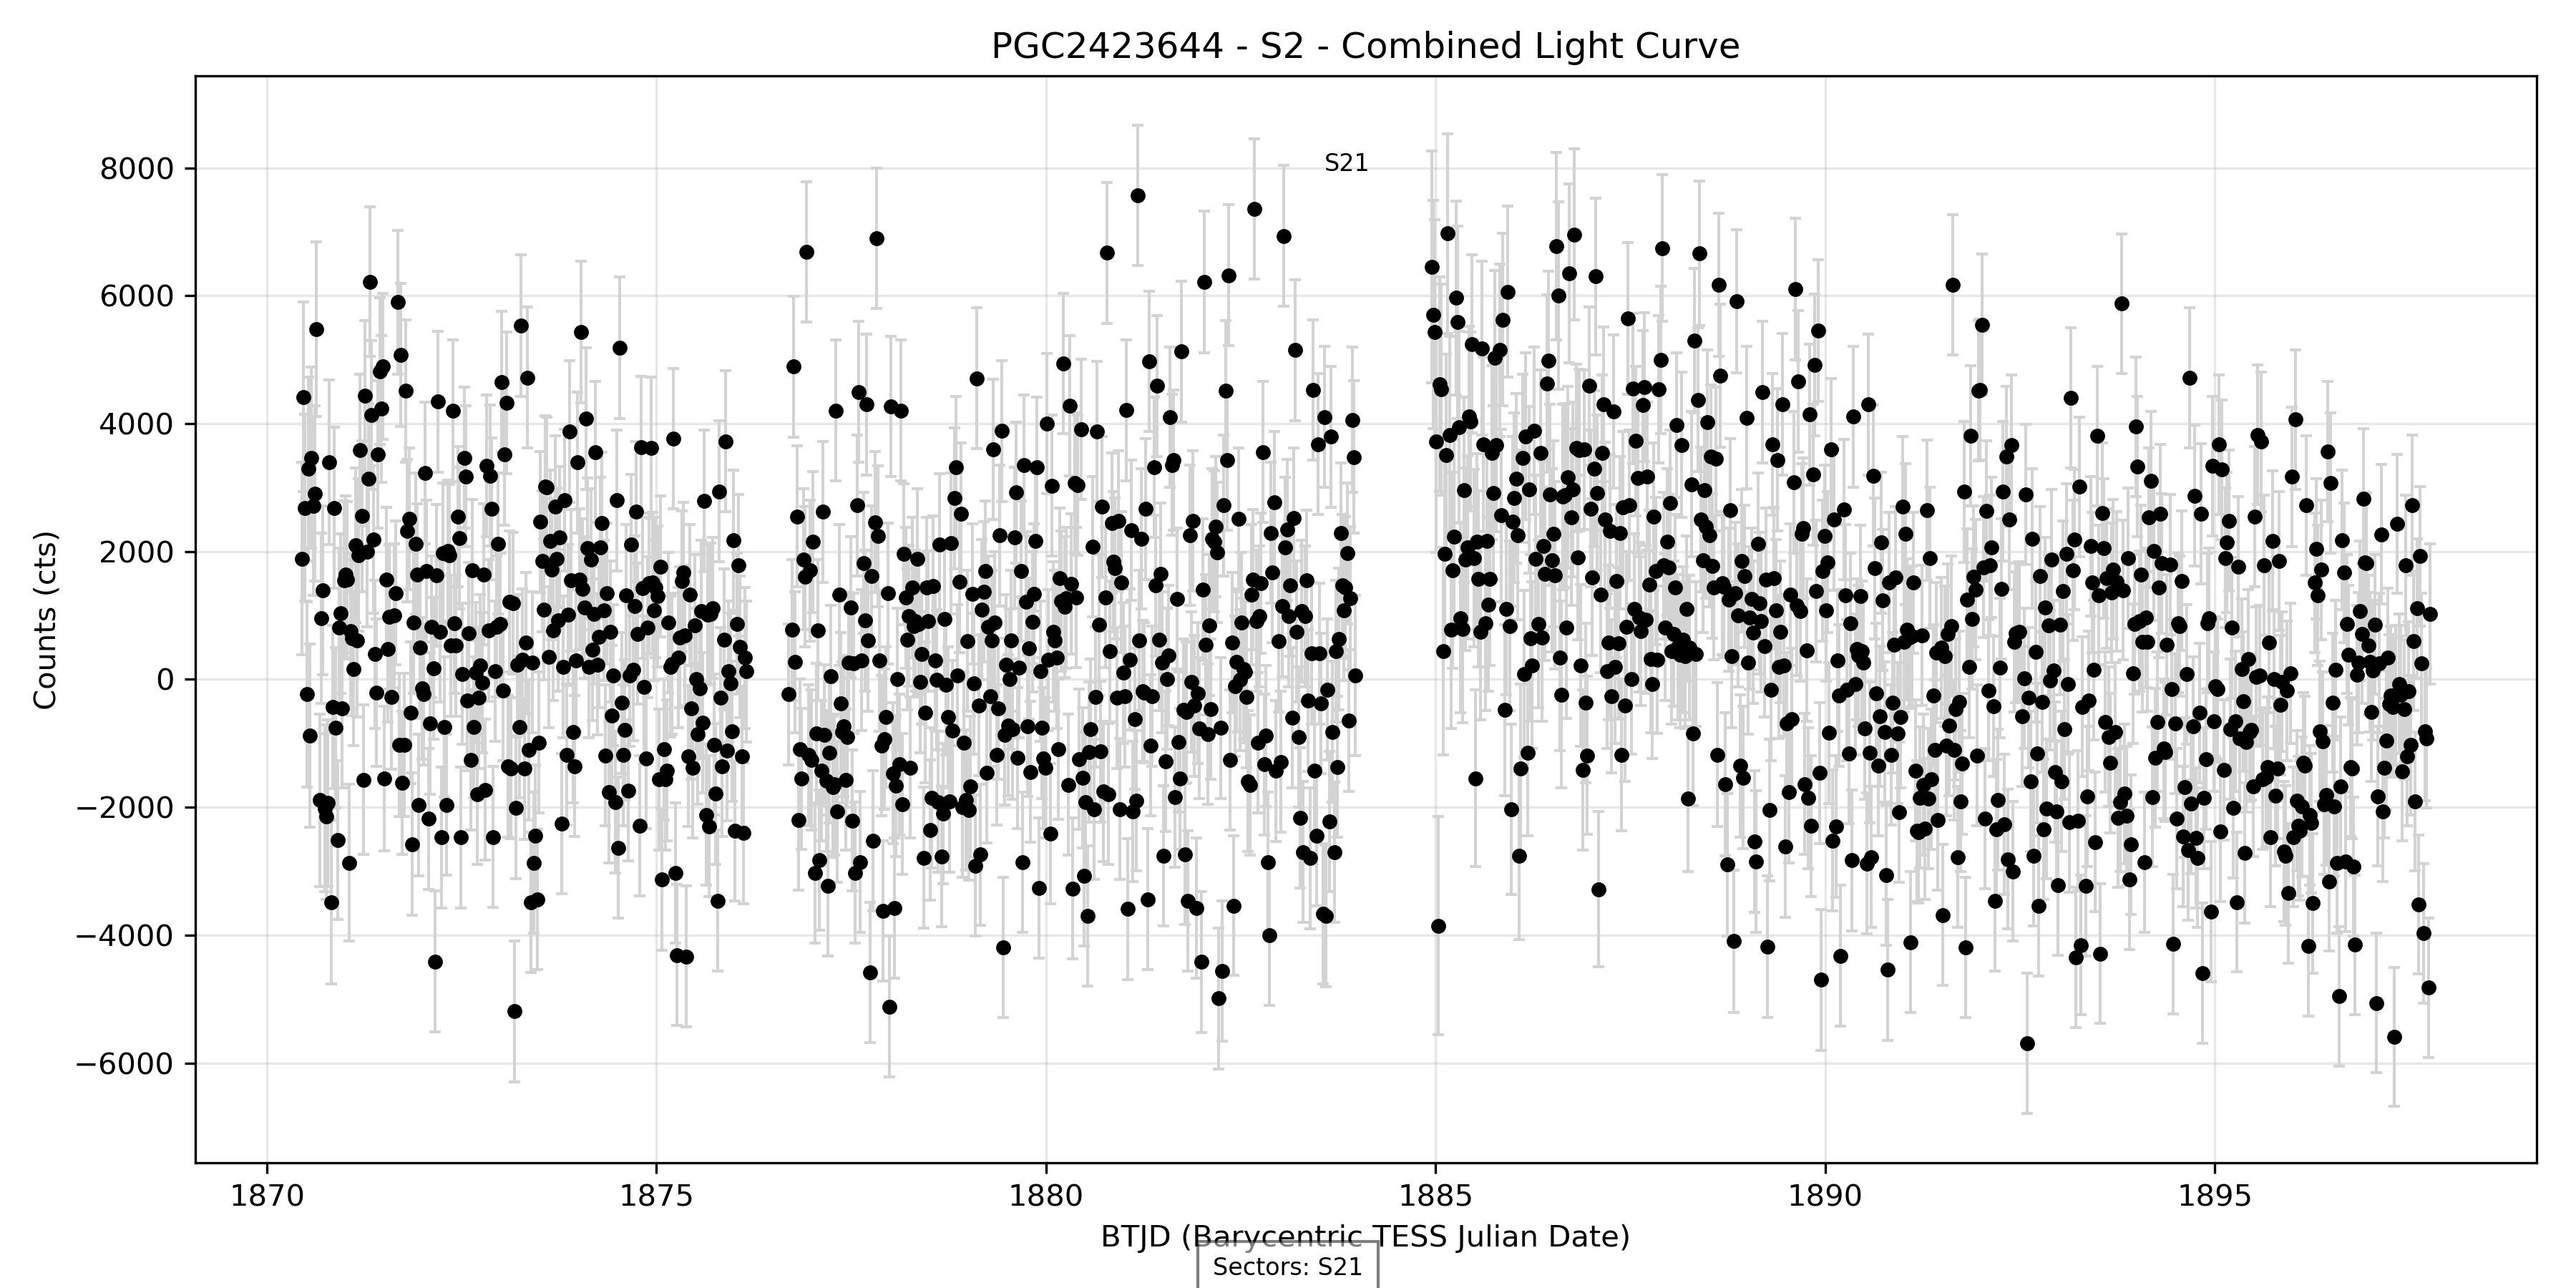 PGC2423644 - S2 - Combined Light Curve
S21
8000
6000
4000
2000
0
−2000
−4000
−6000
Counts (cts)
1870 1875 1880 1885 1890 1895
BTJD (Barycentric TESS Julian Date)
Sectors: S21